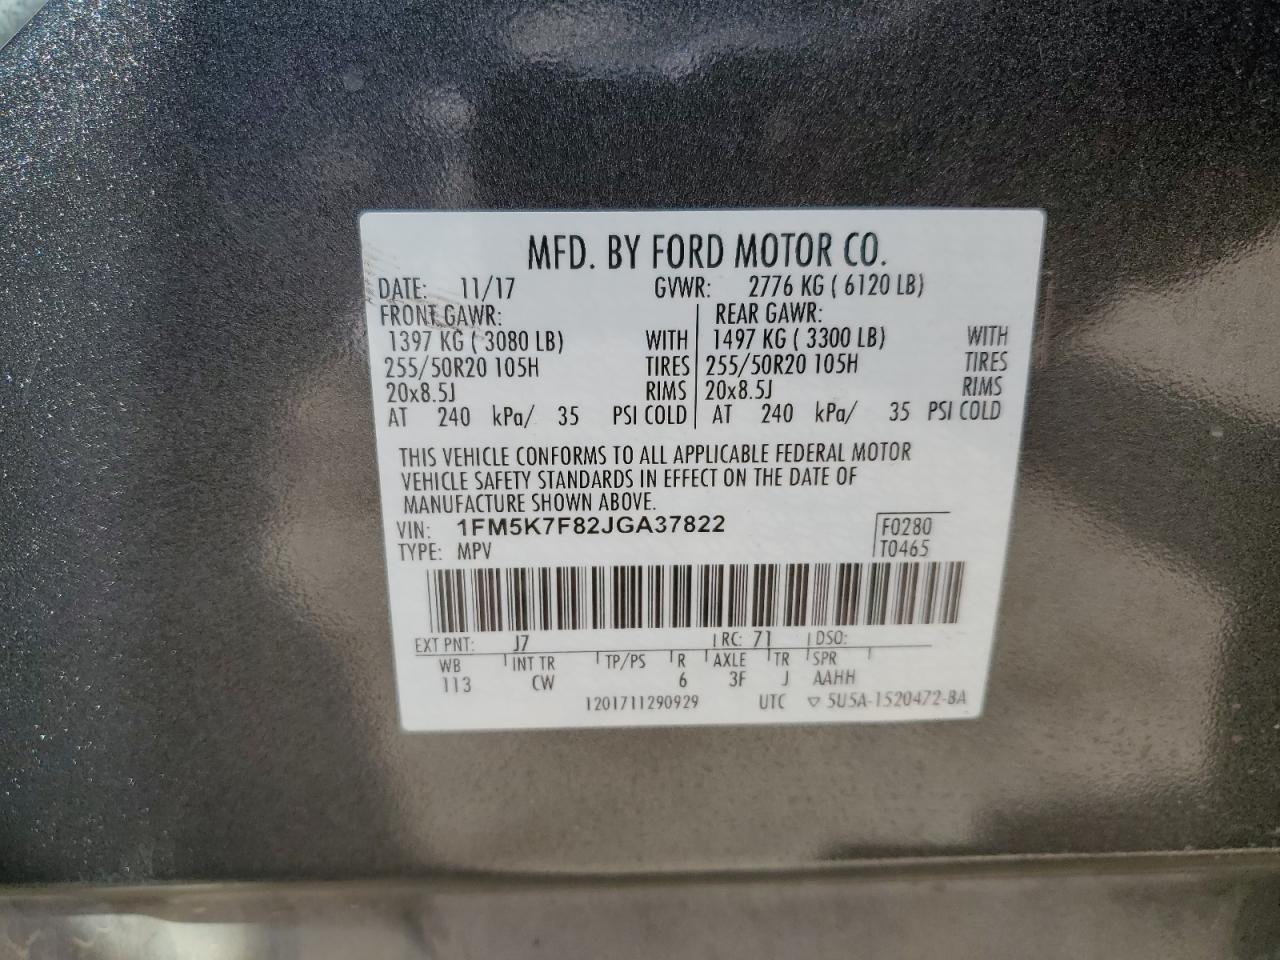 MFD. BY FORD MOTOR CO.
DATE: 11/17 GVWR: 2776 KG ( 6120 LB)
FRONT GAWR: REAR GAWR:
1397 KG ( 3080 LB) WITH 1497 KG ( 3300 LB) WITH
255/50R20 105H TIRES 255/50R20 105H TIRES
20x8.5J RIMS 20x8.5J RIMS
AT 240 kPa/ 35 PSI COLD AT 240 kPa/ 35 PSI COLD
THIS VEHICLE CONFORMS TO ALL APPLICABLE FEDERAL MOTOR
VEHICLE SAFETY STANDARDS IN EFFECT ON THE DATE OF
MANUFACTURE SHOWN ABOVE.
VIN: 1FM5K7F82JGA37822 F0280
TYPE: MPV T0465
EXT PNT: J7 RC: 71 DSO:
WB INT TR TP/PS R AXLE TR SPR
113 CW 6 3F J AAHH
1201711290929 UTC ▽ 5U5A-1520472-BA